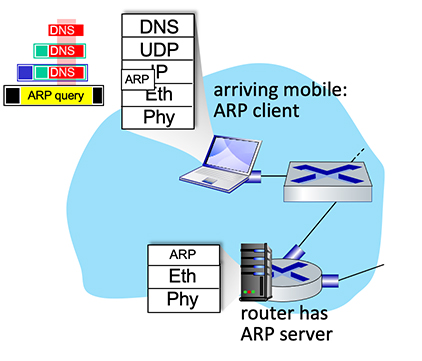 DNS
DNS
DNS
ARP query
DNS
UDP
IP
ARP
Eth
Phy
arriving mobile:
ARP client
ARP
Eth
Phy
router has
ARP server